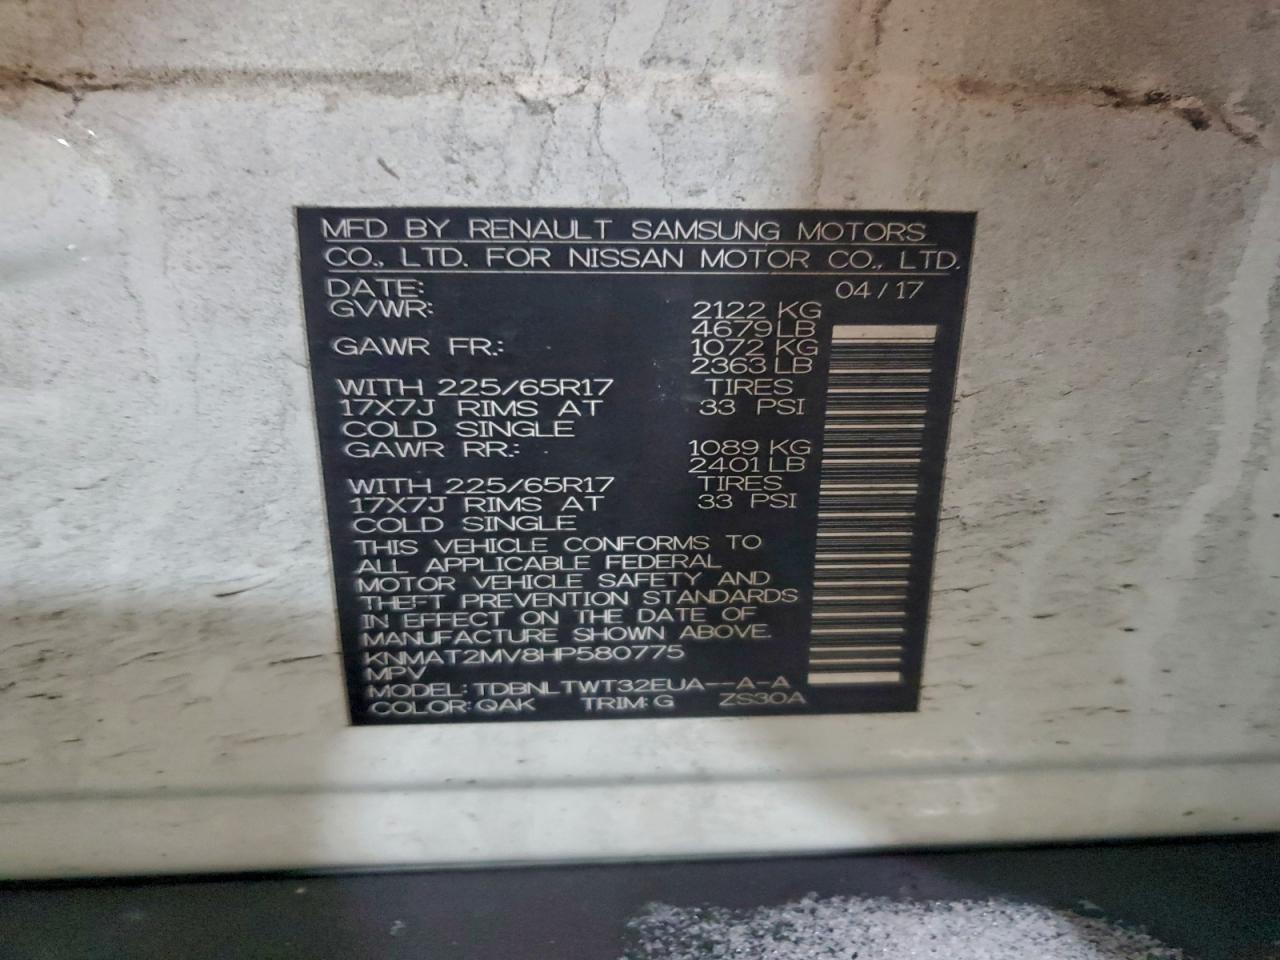 MFD BY RENAULT SAMSUNG MOTORS
CO., LTD. FOR NISSAN MOTOR CO., LTD.
DATE: 04/17
GVWR: 2122 KG
4679 LB
GAWR FR.: 1072 KG
2363 LB
WITH 225/65R17 TIRES
17X7J RIMS AT 33 PSI
COLD SINGLE
GAWR RR.: 1089 KG
2401 LB
WITH 225/65R17 TIRES
17X7J RIMS AT 33 PSI
COLD SINGLE
THIS VEHICLE CONFORMS TO
ALL APPLICABLE FEDERAL
MOTOR VEHICLE SAFETY AND
THEFT PREVENTION STANDARDS
IN EFFECT ON THE DATE OF
MANUFACTURE SHOWN ABOVE.
KNMAT2MV8HP580775
MPV
MODEL: TDBNLTWT32EUA--A-A
COLOR: QAK TRIM: G ZS30A